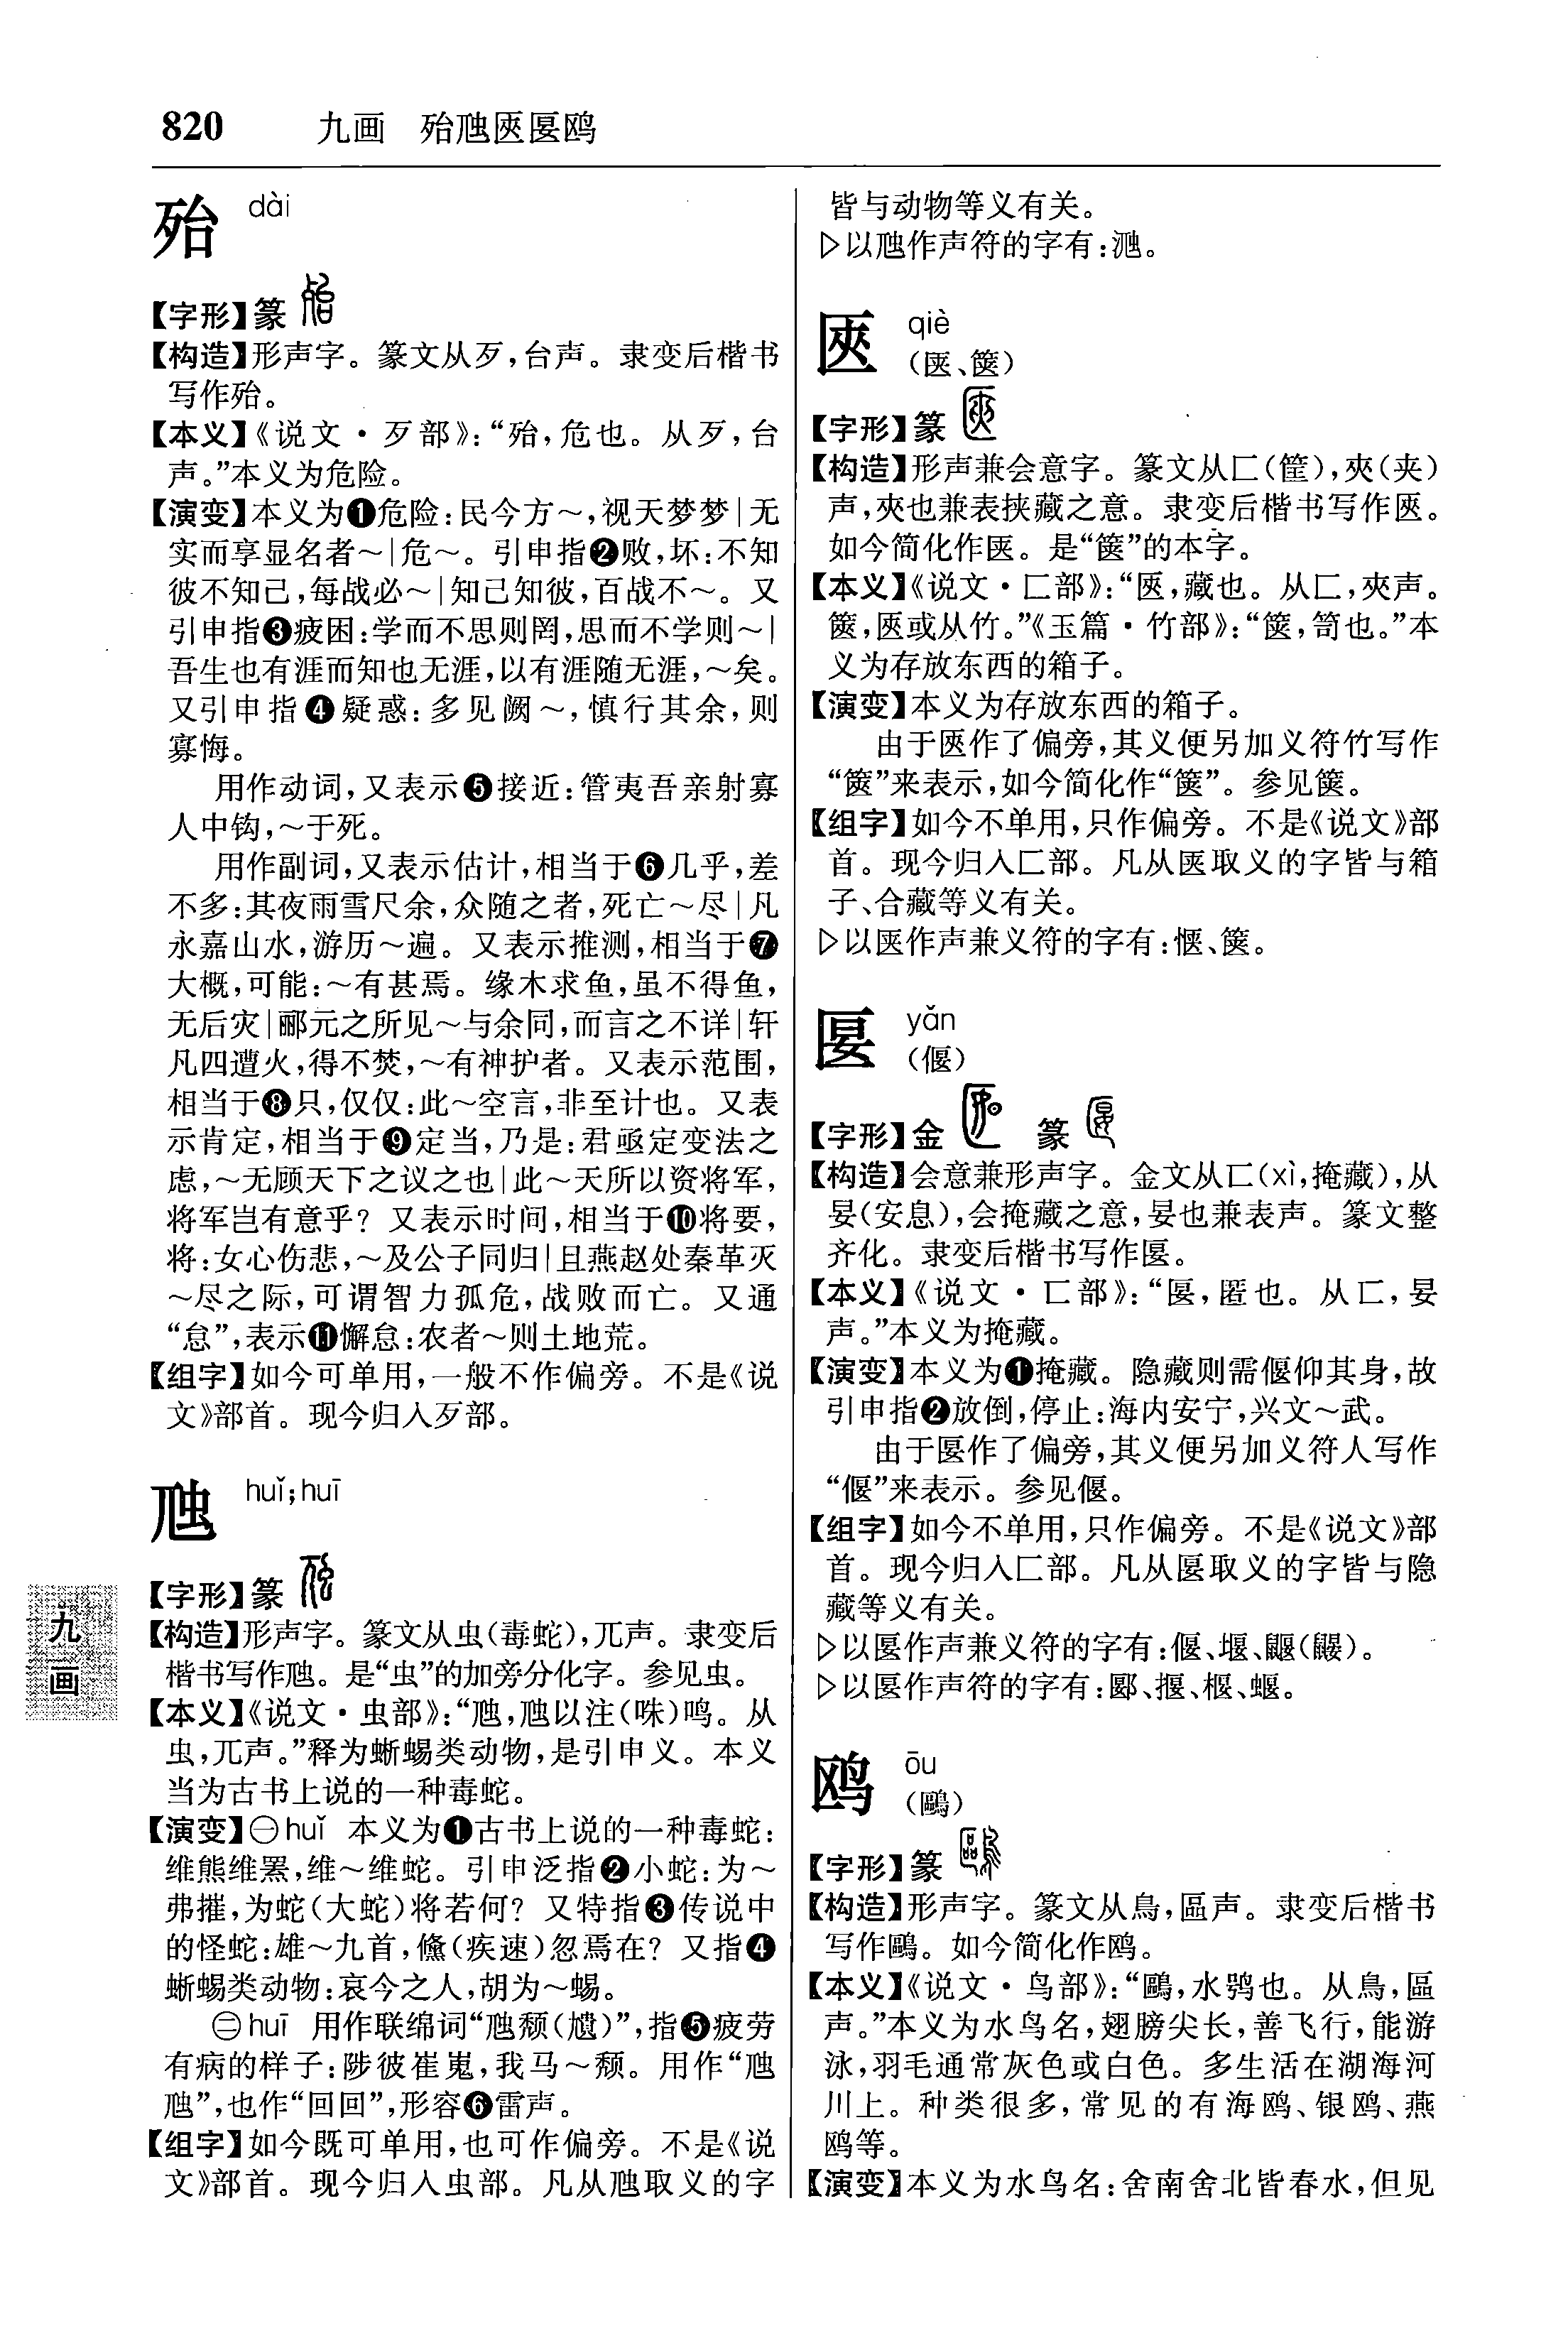 820 九画 殆虺匧匽鸥
殆 dài
【字形】篆
【构造】形声字。篆文从歹,台声。隶变后楷书
写作殆。
【本义】《说文·歹部》:“殆,危也。从歹,台
声。”本义为危险。
【演变】本义为❶危险:民今方～,视天梦梦|无
实而享显名者～|危～。引申指❷败,坏:不知
彼不知己,每战必～|知己知彼,百战不～。又
引申指❸疲困:学而不思则罔,思而不学则～|
吾生也有涯而知也无涯,以有涯随无涯,～矣。
又引申指❹疑惑:多见阙～,慎行其余,则
寡悔。
用作动词,又表示❺接近:管夷吾亲射寡
人中钩,～于死。
用作副词,又表示估计,相当于❻几乎,差
不多:其夜雨雪尺余,众随之者,死亡～尽|凡
永嘉山水,游历～遍。又表示推测,相当于❼
大概,可能:～有甚焉。缘木求鱼,虽不得鱼,
无后灾|郦元之所见～与余同,而言之不详|轩
凡四遭火,得不焚,～有神护者。又表示范围,
相当于❽只,仅仅:此～空言,非至计也。又表
示肯定,相当于❾定当,乃是:君亟定变法之
虑,～无顾天下之议之也|此～天所以资将军,
将军岂有意乎?又表示时间,相当于❿将要,
将:女心伤悲,～及公子同归|且燕赵处秦革灭
～尽之际,可谓智力孤危,战败而亡。又通
“怠”,表示⓫懈怠:农者～则土地荒。
【组字】如今可单用,一般不作偏旁。不是《说
文》部首。现今归入歹部。
虺 huǐ;huī
【字形】篆
【构造】形声字。篆文从虫(毒蛇),兀声。隶变后
楷书写作虺。是“虫”的加旁分化字。参见虫。
【本义】《说文·虫部》:“虺,虺以注(咮)鸣。从
虫,兀声。”释为蜥蜴类动物,是引申义。本义
当为古书上说的一种毒蛇。
【演变】㊀huǐ 本义为❶古书上说的一种毒蛇:
维熊维罴,维～维蛇。引申泛指❷小蛇:为～
弗摧,为蛇(大蛇)将若何?又特指❸传说中
的怪蛇:雄～九首,儵(疾速)忽焉在?又指❹
蜥蜴类动物:哀今之人,胡为～蜴。
㊁huī 用作联绵词“虺颓(尵)”,指❺疲劳
有病的样子:陟彼崔嵬,我马～颓。用作“虺
虺”,也作“回回”,形容❻雷声。
【组字】如今既可单用,也可作偏旁。不是《说
文》部首。现今归入虫部。凡从虺取义的字
皆与动物等义有关。
▷以虺作声符的字有:㴣。
匧 qiè
(医、箧)
【字形】篆
【构造】形声兼会意字。篆文从匚(筐),夾(夹)
声,夾也兼表挟藏之意。隶变后楷书写作匧。
如今简化作医。是“箧”的本字。
【本义】《说文·匚部》:“匧,藏也。从匚,夾声。
篋,匧或从竹。”《玉篇·竹部》:“篋,笥也。”本
义为存放东西的箱子。
【演变】本义为存放东西的箱子。
由于匧作了偏旁,其义便另加义符竹写作
“篋”来表示,如今简化作“箧”。参见箧。
【组字】如今不单用,只作偏旁。不是《说文》部
首。现今归入匚部。凡从匧取义的字皆与箱
子、合藏等义有关。
▷以匧作声兼义符的字有:惬、箧。
匽 yǎn
(偃)
【字形】金 篆
【构造】会意兼形声字。金文从匸(xì,掩藏),从
妟(安息),会掩藏之意,妟也兼表声。篆文整
齐化。隶变后楷书写作匽。
【本义】《说文·匸部》:“匽,匿也。从匸,妟
声。”本义为掩藏。
【演变】本义为❶掩藏。隐藏则需偃仰其身,故
引申指❷放倒,停止:海内安宁,兴文～武。
由于匽作了偏旁,其义便另加义符人写作
“偃”来表示。参见偃。
【组字】如今不单用,只作偏旁。不是《说文》部
首。现今归入匚部。凡从匽取义的字皆与隐
藏等义有关。
▷以匽作声兼义符的字有:偃、堰、鼴(鼹)。
▷以匽作声符的字有:郾、揠、椻、蝘。
鸥 ōu
(鷗)
【字形】篆
【构造】形声字。篆文从鳥,區声。隶变后楷书
写作鷗。如今简化作鸥。
【本义】《说文·鸟部》:“鷗,水鸮也。从鳥,區
声。”本义为水鸟名,翅膀尖长,善飞行,能游
泳,羽毛通常灰色或白色。多生活在湖海河
川上。种类很多,常见的有海鸥、银鸥、燕
鸥等。
【演变】本义为水鸟名:舍南舍北皆春水,但见
九画